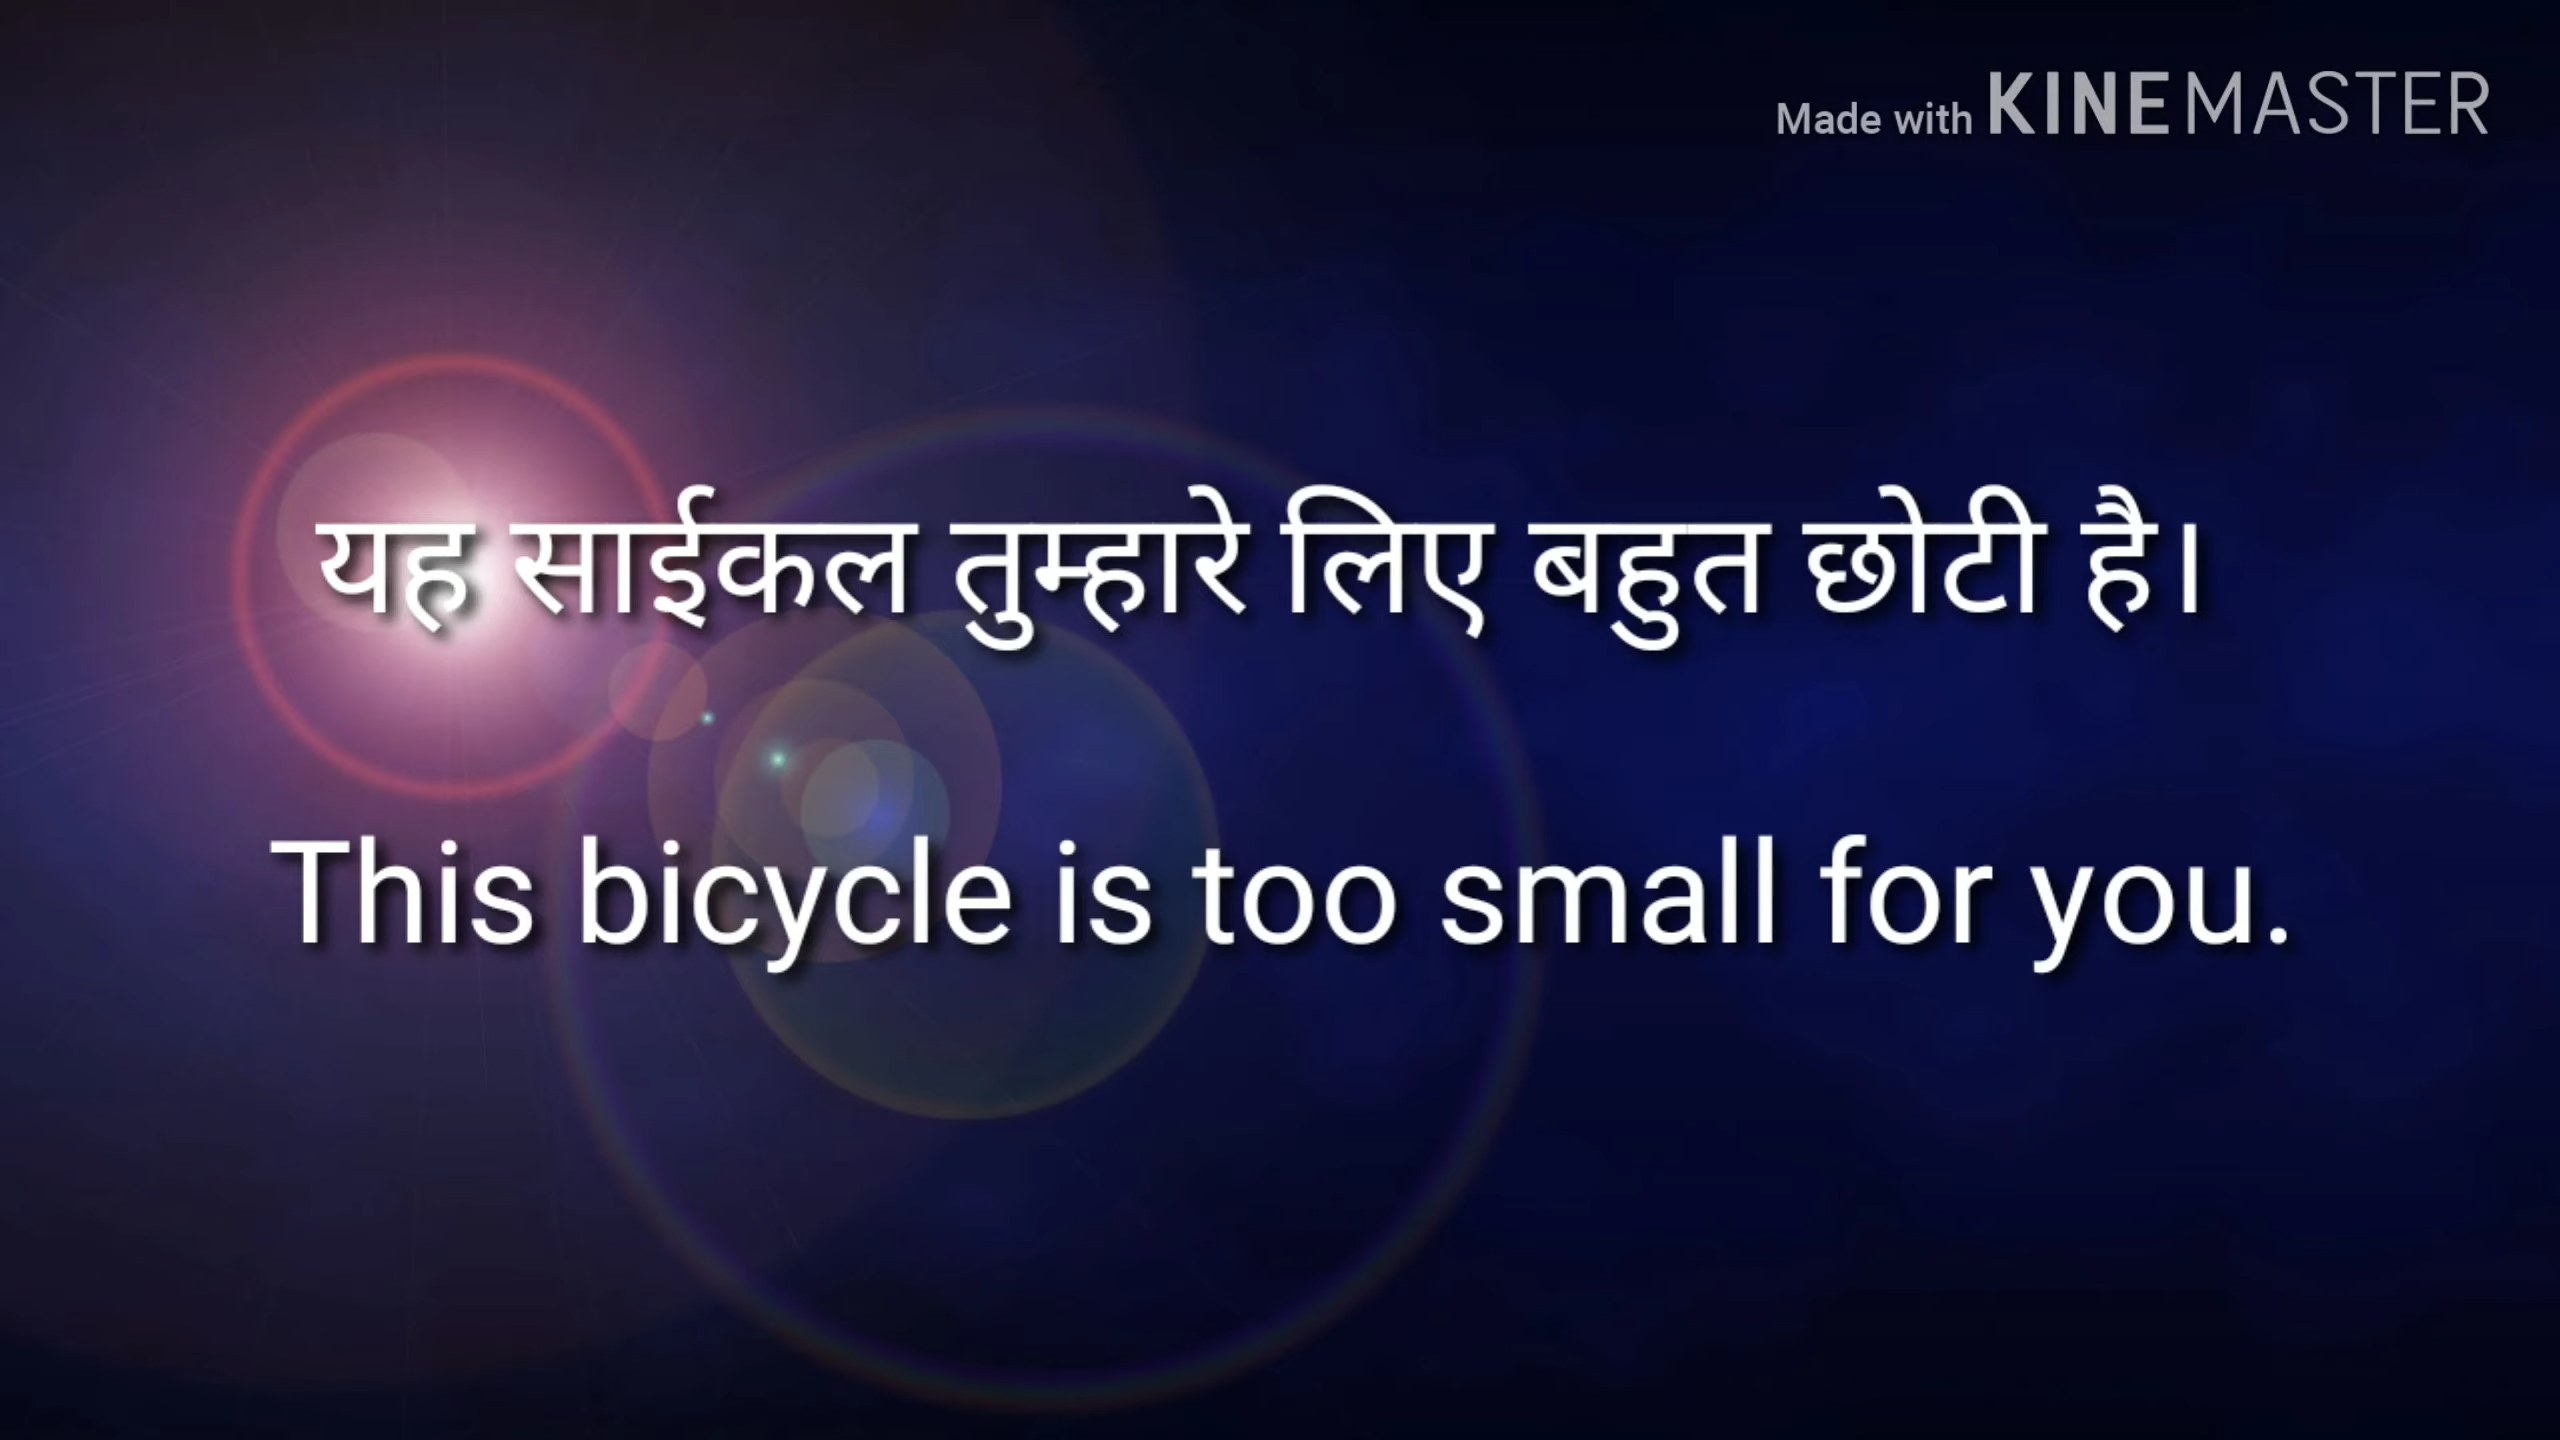 Made with KINEMASTER
यह साईकल तुम्हारे लिए बहुत छोटी है।
This bicycle is too small for you.